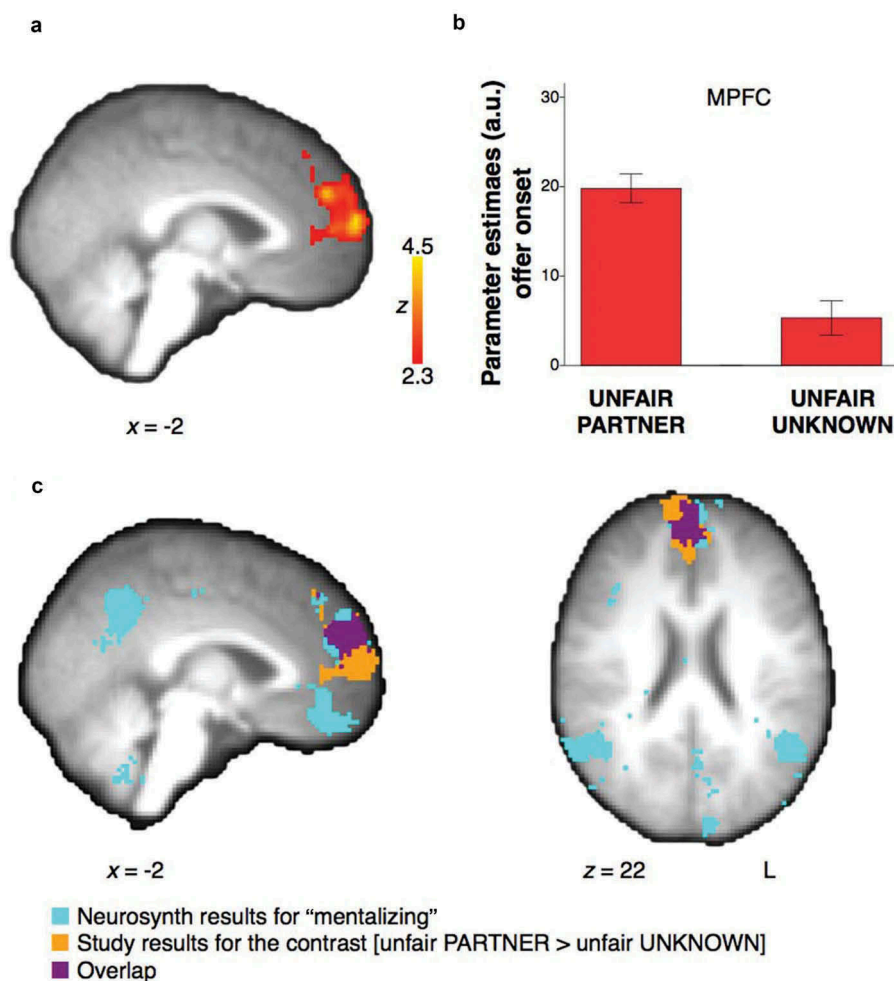 a
4.5
z
2.3
x = -2
b
MPFC
Parameter estimaes (a.u.)
offer onset
30
20
10
0
UNFAIR
PARTNER
UNFAIR
UNKNOWN
c
x = -2
z = 22
L
Neurosynth results for “mentalizing”
Study results for the contrast [unfair PARTNER > unfair UNKNOWN]
Overlap